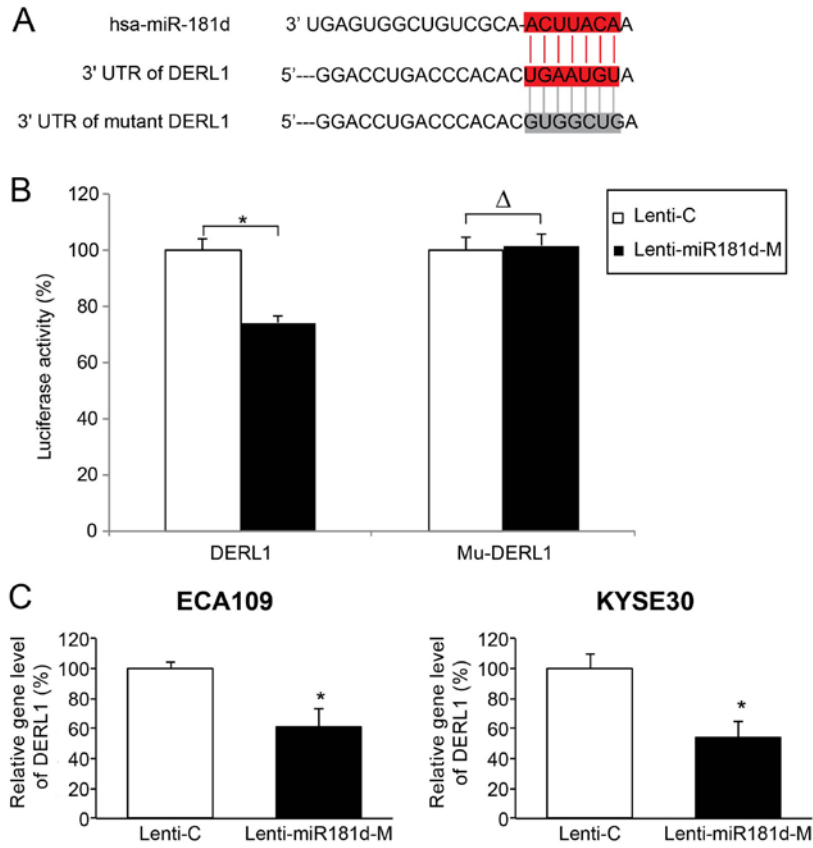 A
hsa-miR-181d 3' UGAGUGGCUGUCGCA-ACUUACAA
3' UTR of DERL1 5'---GGACCUGACCCACACUGAAUGUA
3' UTR of mutant DERL1 5'---GGACCUGACCCACACGUGGCUGA
B
Luciferase activity (%)
120
100
80
60
40
20
0
*
Δ
DERL1
Mu-DERL1
Lenti-C
Lenti-miR181d-M
C
ECA109
Relative gene level
of DERL1 (%)
120
100
80
60
40
20
0
*
Lenti-C
Lenti-miR181d-M
KYSE30
Relative gene level
of DERL1 (%)
120
100
80
60
40
20
0
*
Lenti-C
Lenti-miR181d-M